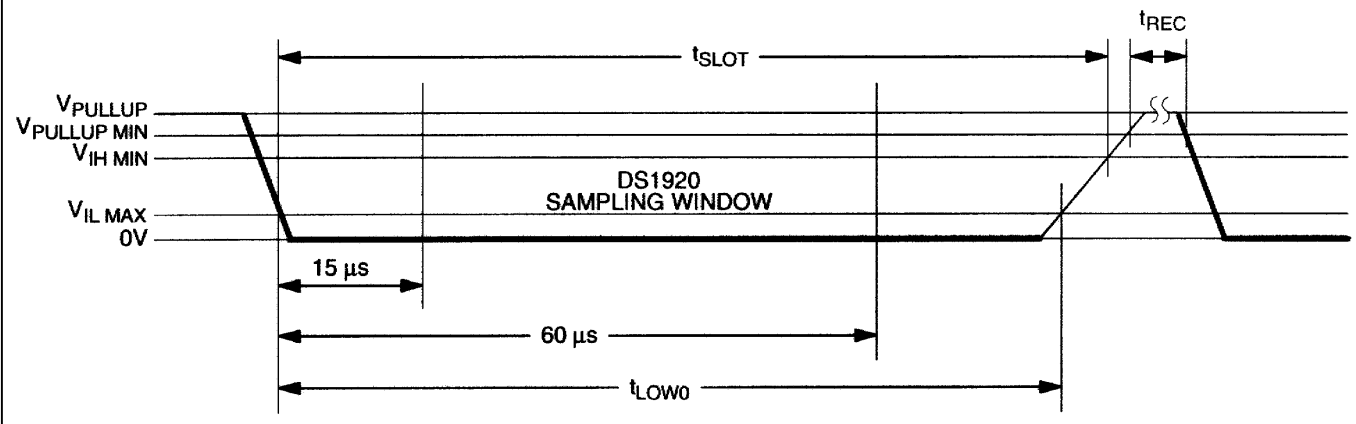 tREC
tSLOT
VPULLUP
VPULLUP MIN
VIH MIN
DS1920
SAMPLING WINDOW
VIL MAX
0V
15 µs
60 µs
tLOW0